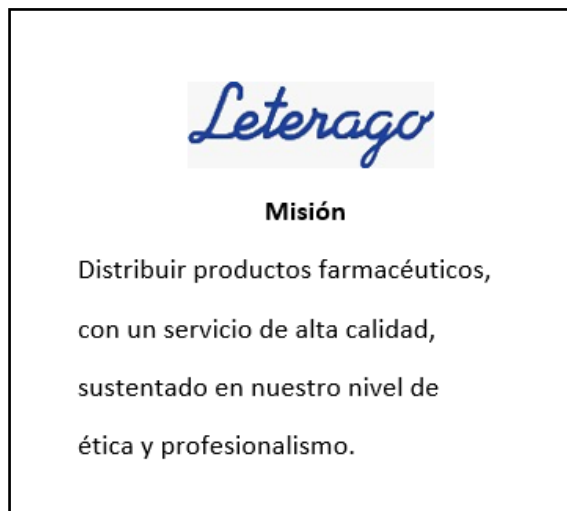 Leterago
Misión
Distribuir productos farmacéuticos,
con un servicio de alta calidad,
sustentado en nuestro nivel de
ética y profesionalismo.